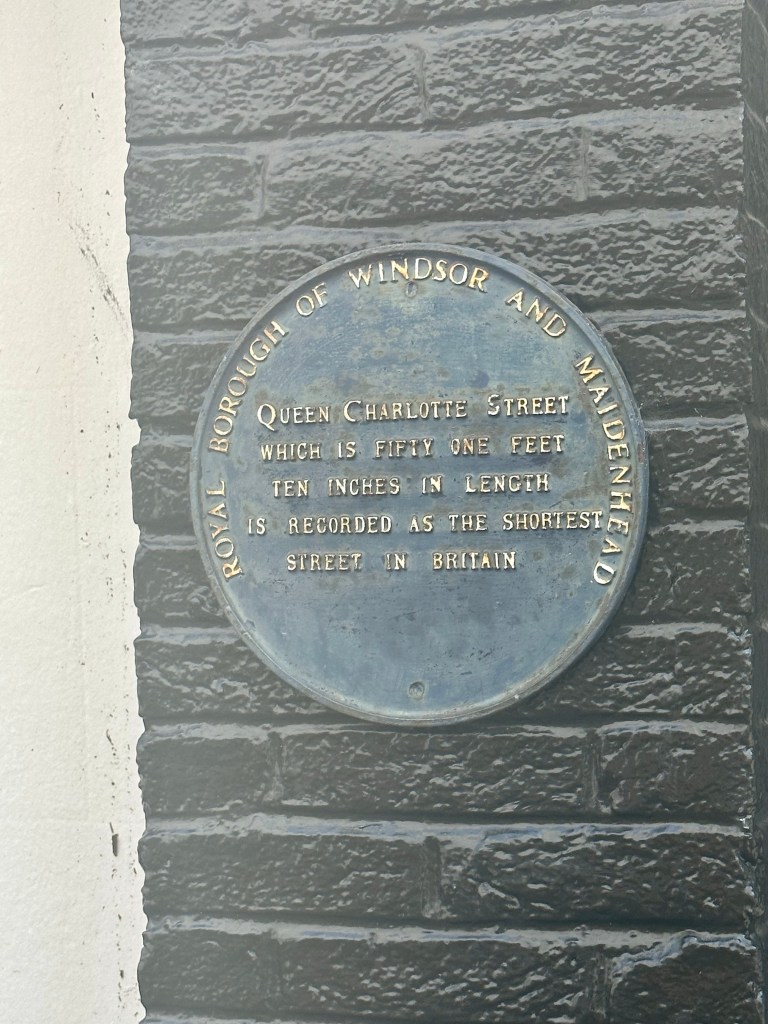 ROYAL BOROUGH OF WINDSOR AND MAIDENHEAD
QUEEN CHARLOTTE STREET
WHICH IS FIFTY ONE FEET
TEN INCHES IN LENGTH
IS RECORDED AS THE SHORTEST
STREET IN BRITAIN